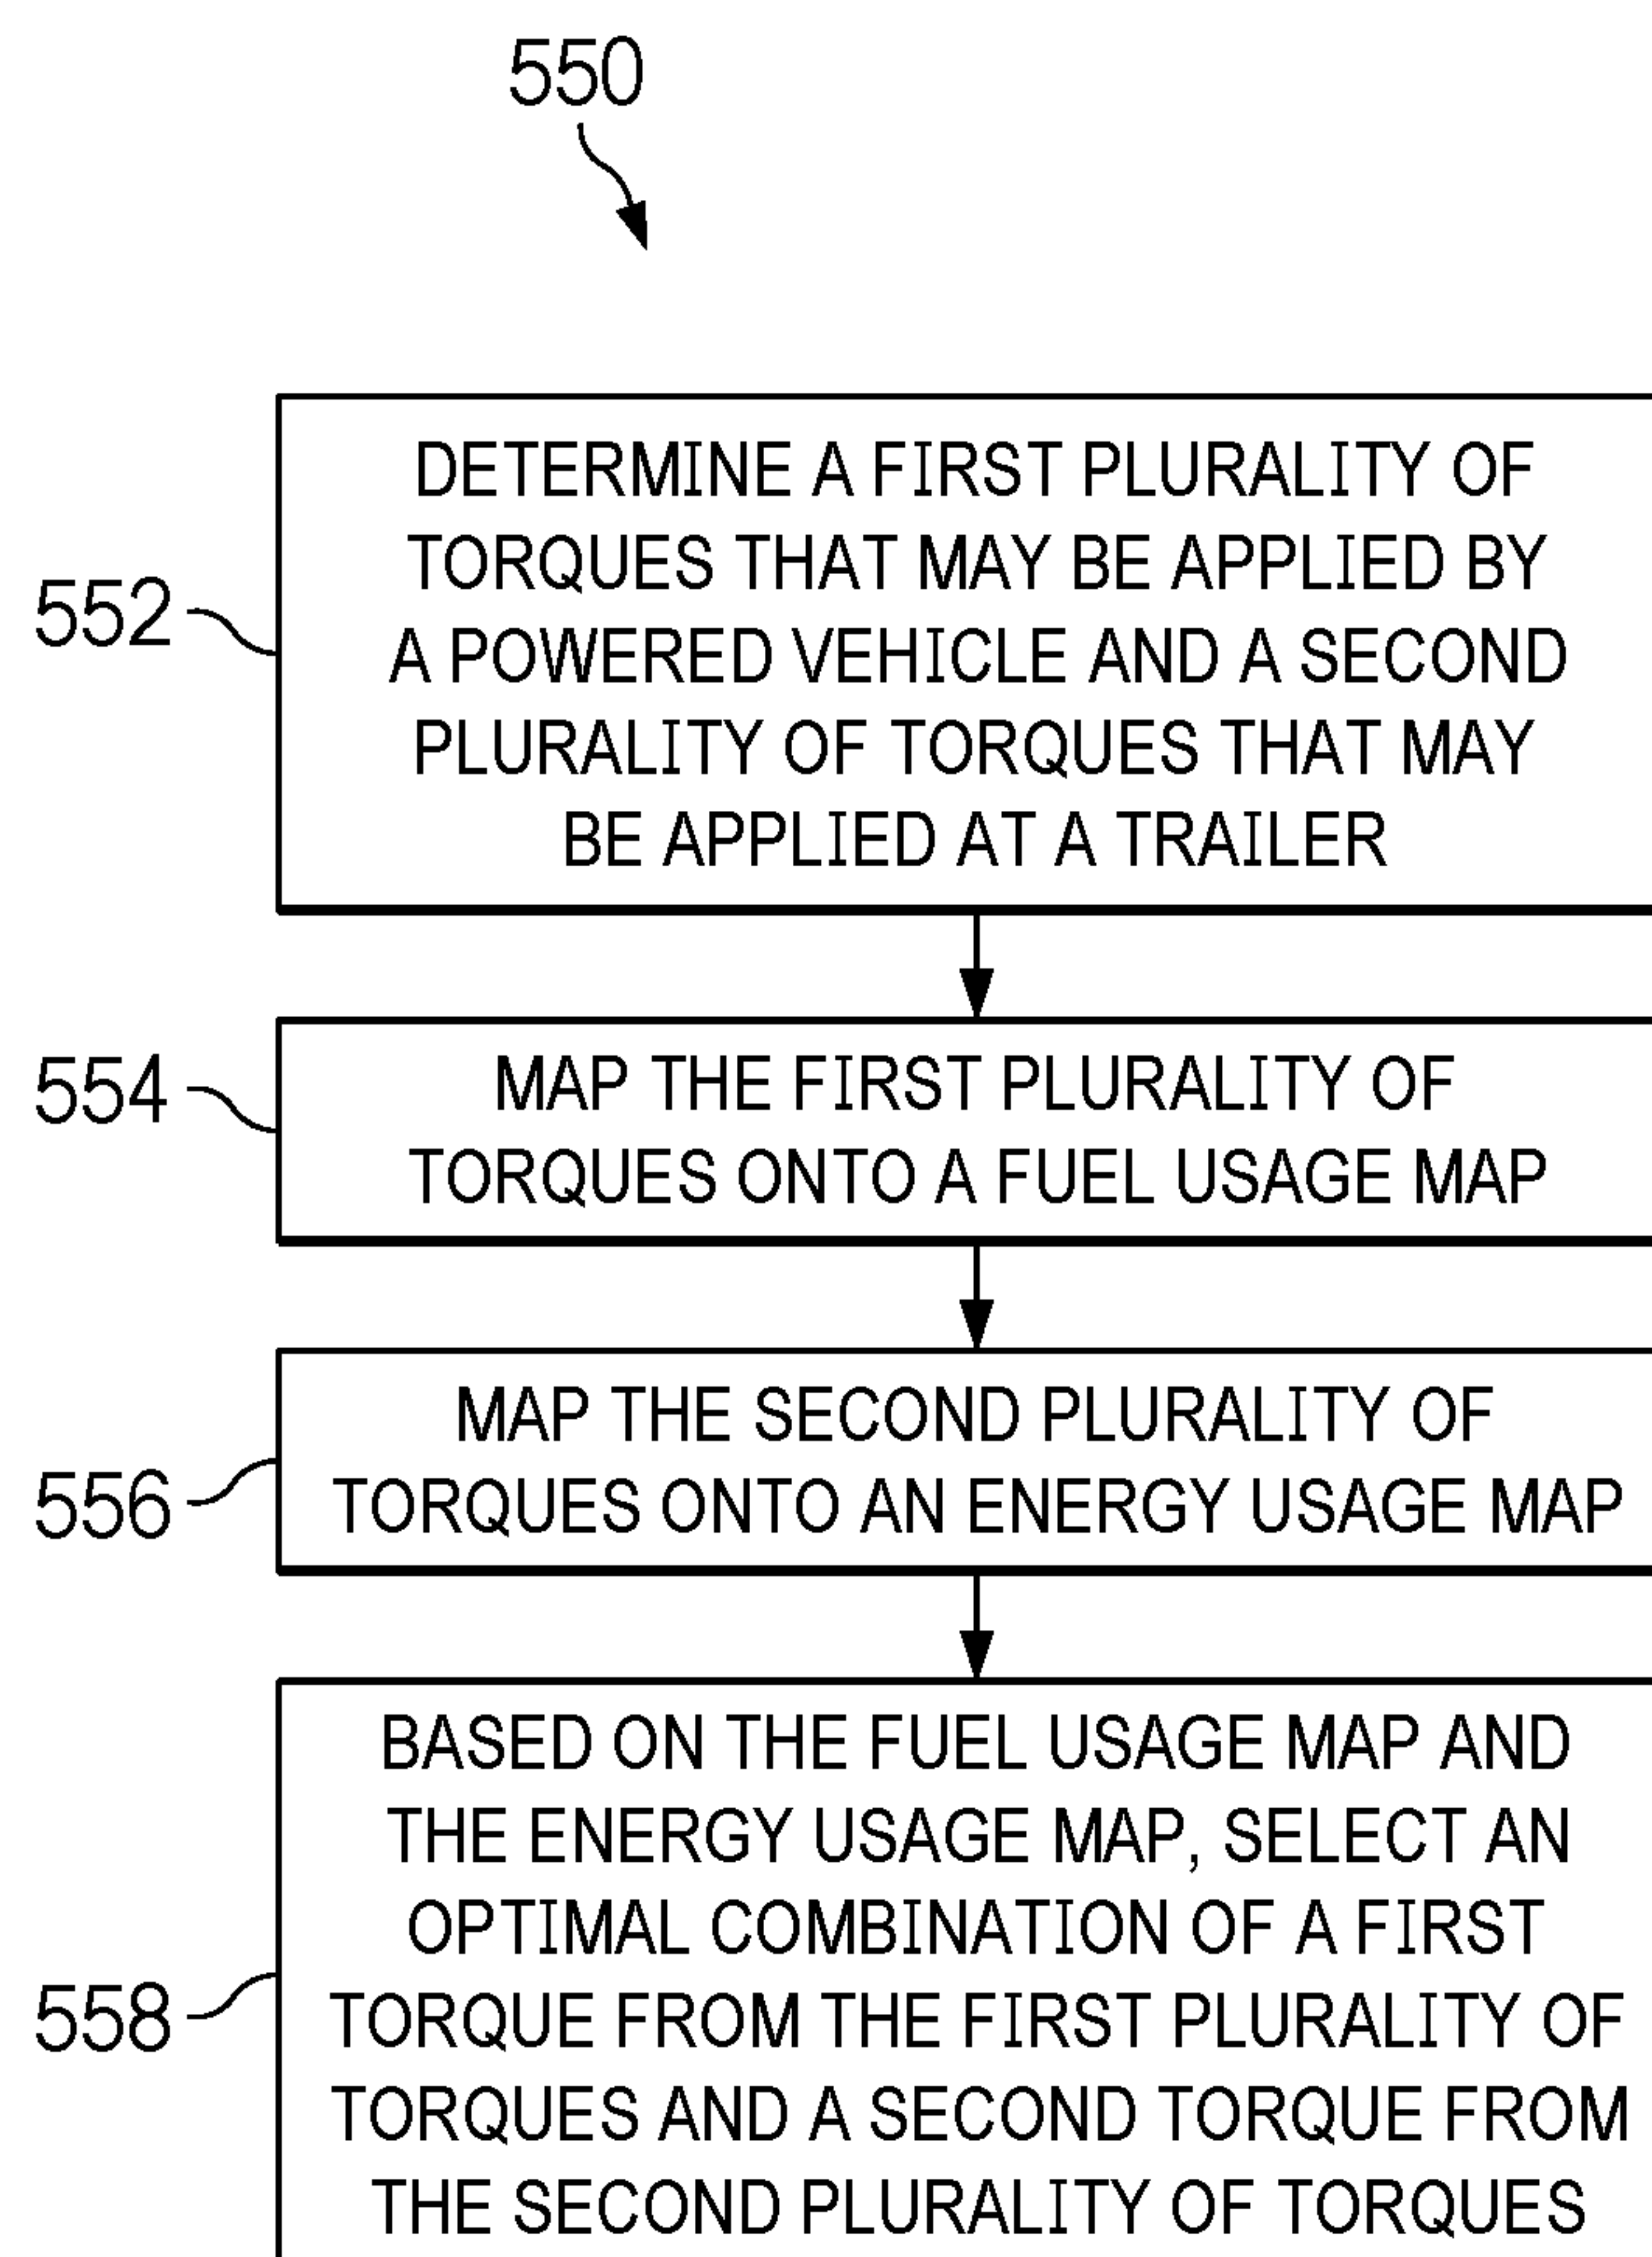 550
552
DETERMINE A FIRST PLURALITY OF
TORQUES THAT MAY BE APPLIED BY
A POWERED VEHICLE AND A SECOND
PLURALITY OF TORQUES THAT MAY
BE APPLIED AT A TRAILER
554
MAP THE FIRST PLURALITY OF
TORQUES ONTO A FUEL USAGE MAP
556
MAP THE SECOND PLURALITY OF
TORQUES ONTO AN ENERGY USAGE MAP
558
BASED ON THE FUEL USAGE MAP AND
THE ENERGY USAGE MAP, SELECT AN
OPTIMAL COMBINATION OF A FIRST
TORQUE FROM THE FIRST PLURALITY OF
TORQUES AND A SECOND TORQUE FROM
THE SECOND PLURALITY OF TORQUES